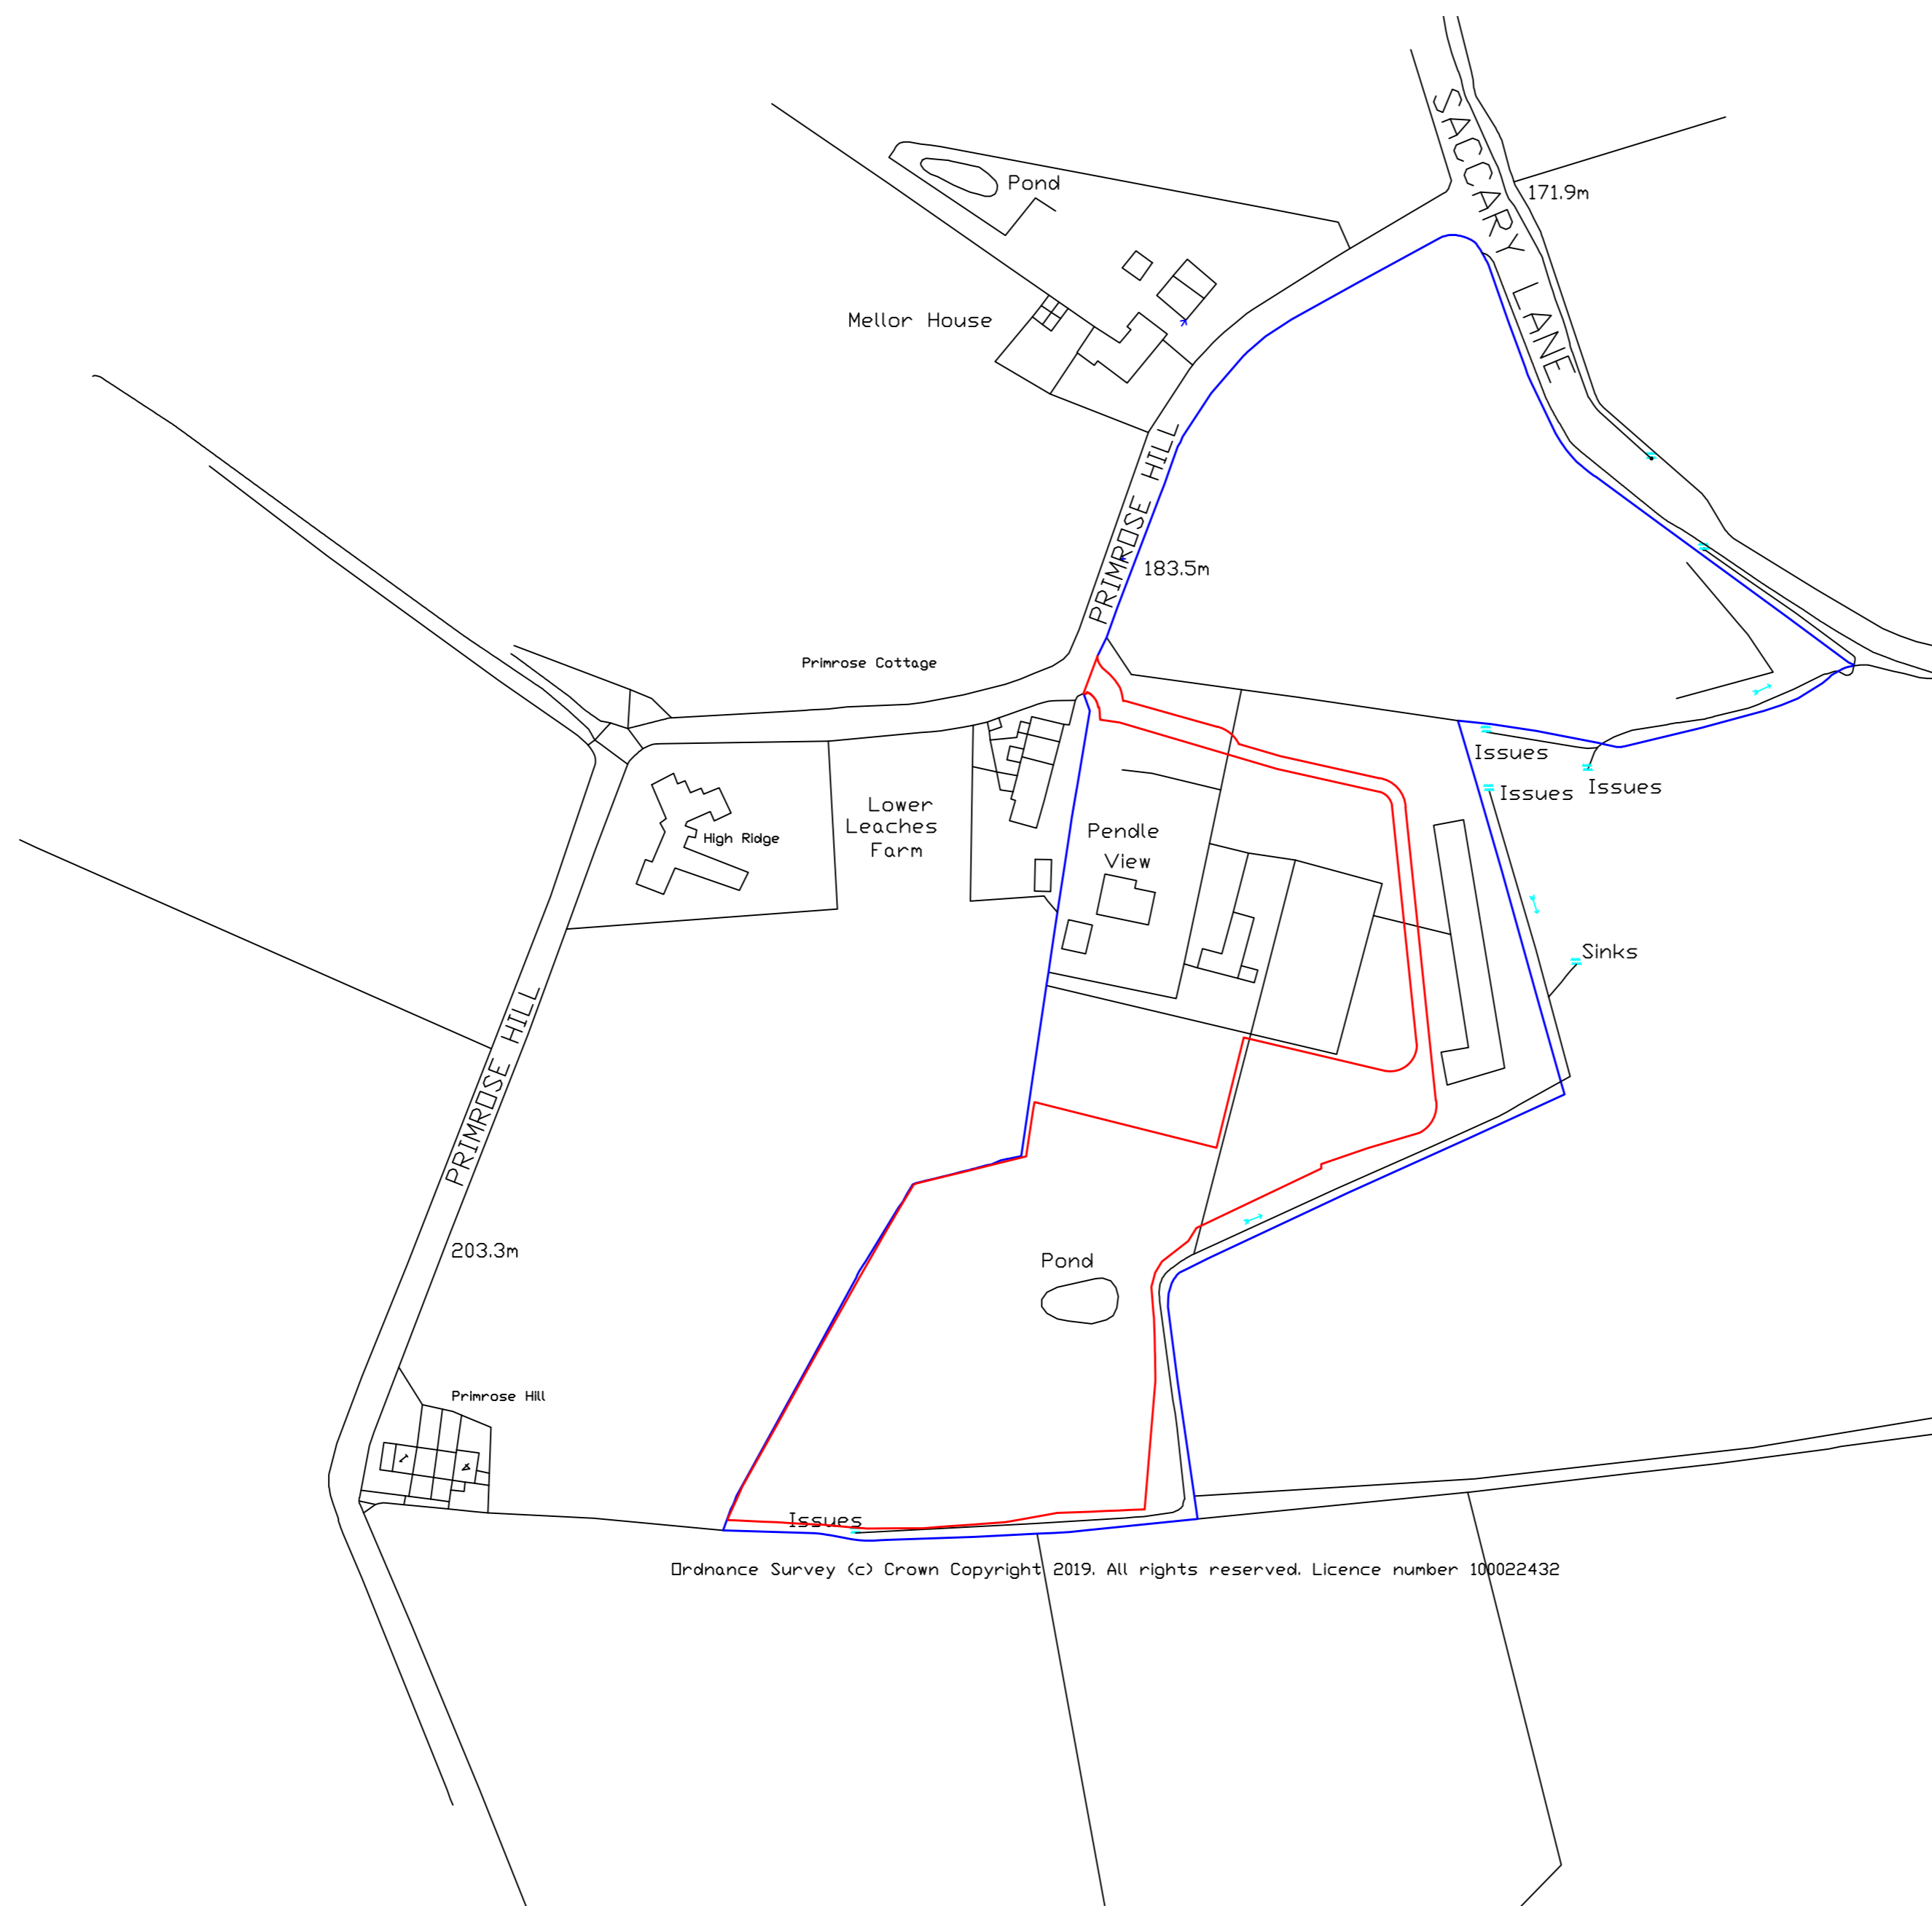 SACCARY LANE
Pond
171.9m
Mellor House
PRIMROSE HILL
183.5m
Primrose Cottage
Issues
Issues
Issues
Lower
Leaches
Farm
High Ridge
Pendle
View
Sinks
PRIMROSE HILL
203.3m
Pond
Primrose Hill
1
4
Issues
Ordnance Survey (c) Crown Copyright 2019. All rights reserved. Licence number 100022432